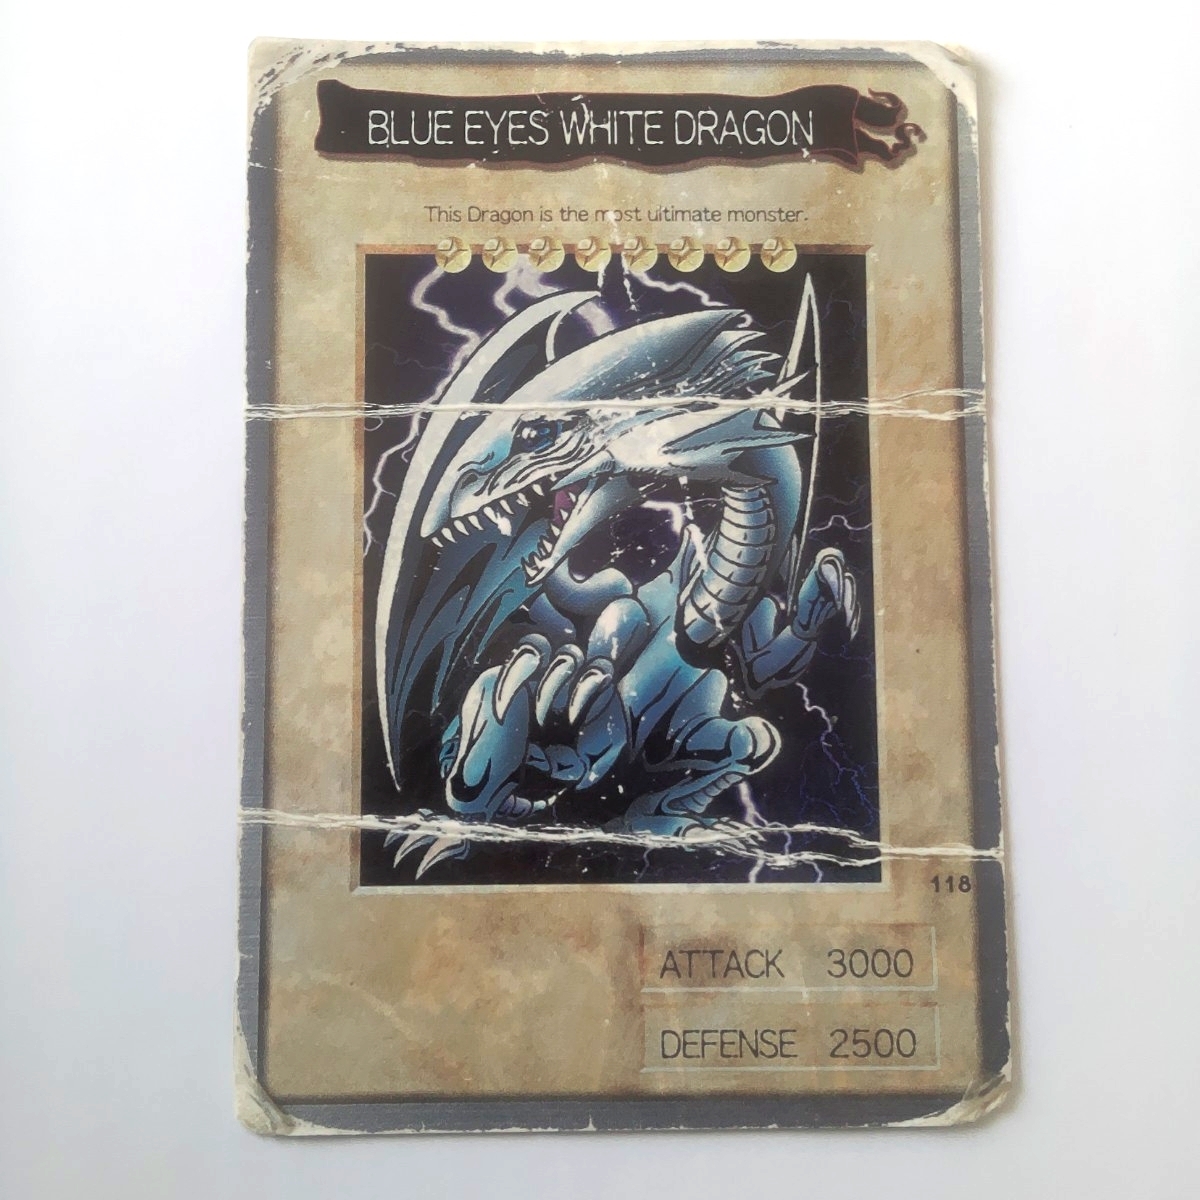 BLUE EYES WHITE DRAGON
This Dragon is the most ultimate monster.
118
ATTACK 3000
DEFENSE 2500